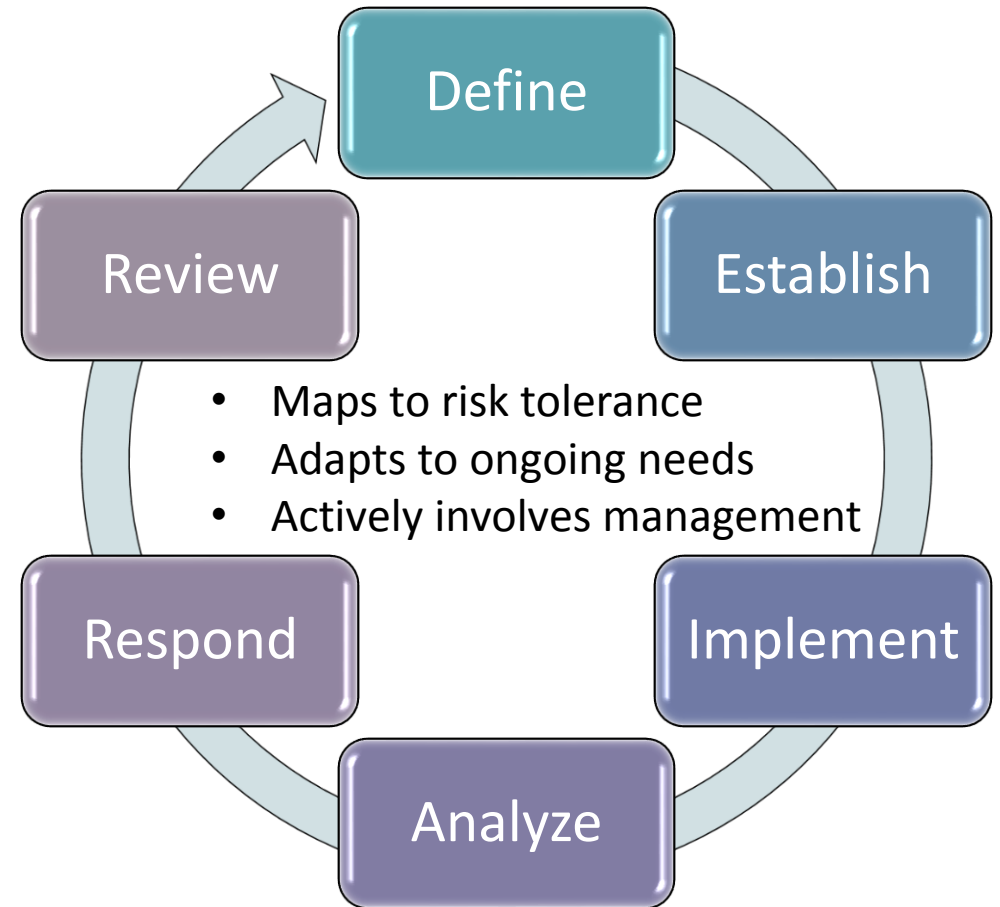 Define
Establish
Implement
Analyze
Respond
Review
• Maps to risk tolerance
• Adapts to ongoing needs
• Actively involves management